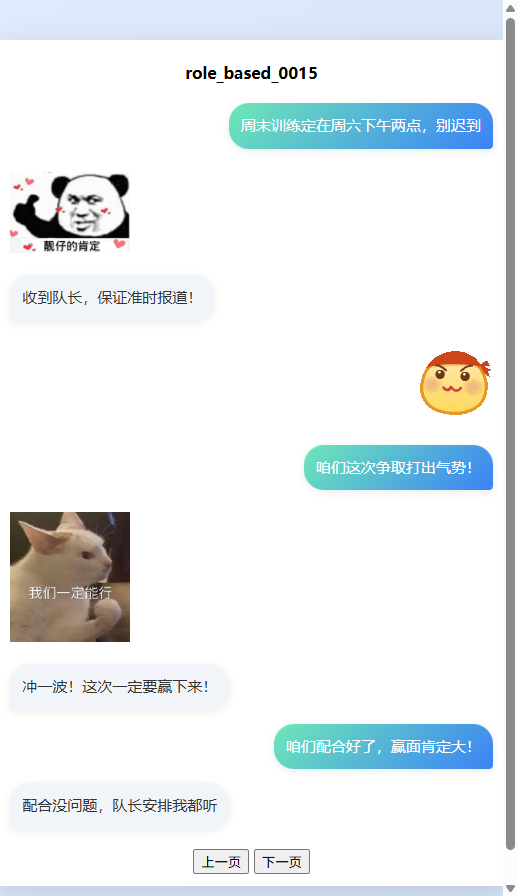 role_based_0015
周末训练定在周六下午两点，别迟到
靓仔的肯定
收到队长，保证准时报道！
咱们这次争取打出气势！
我们一定能行
冲一波！这次一定要赢下来！
咱们配合好了，赢面肯定大！
配合没问题，队长安排我都听
上一页 下一页